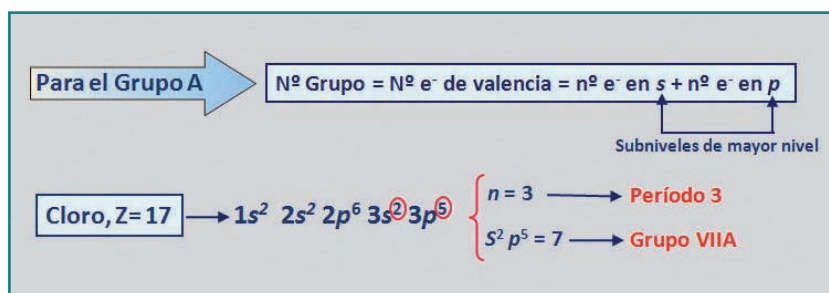 Para el Grupo A
Nº Grupo = Nº e⁻ de valencia = nº e⁻ en s + nº e⁻ en p
Subniveles de mayor nivel
Cloro, Z= 17
1s² 2s² 2p⁶ 3s² 3p⁵
n = 3
Período 3
S² p⁵ = 7
Grupo VIIA